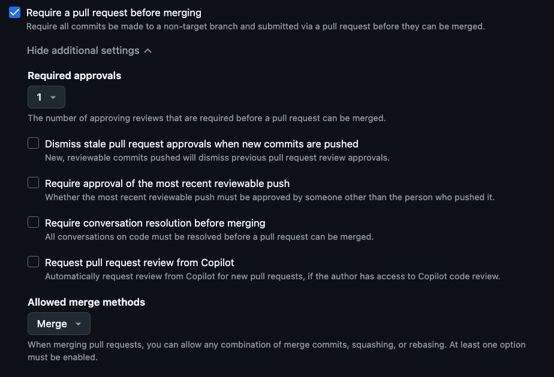 Require a pull request before merging
Require all commits be made to a non-target branch and submitted via a pull request before they can be merged.
Hide additional settings
Required approvals
1
The number of approving reviews that are required before a pull request can be merged.
Dismiss stale pull request approvals when new commits are pushed
New, reviewable commits pushed will dismiss previous pull request review approvals.
Require approval of the most recent reviewable push
Whether the most recent reviewable push must be approved by someone other than the person who pushed it.
Require conversation resolution before merging
All conversations on code must be resolved before a pull request can be merged.
Request pull request review from Copilot
Automatically request review from Copilot for new pull requests, if the author has access to Copilot code review.
Allowed merge methods
Merge
When merging pull requests, you can allow any combination of merge commits, squashing, or rebasing. At least one option
must be enabled.